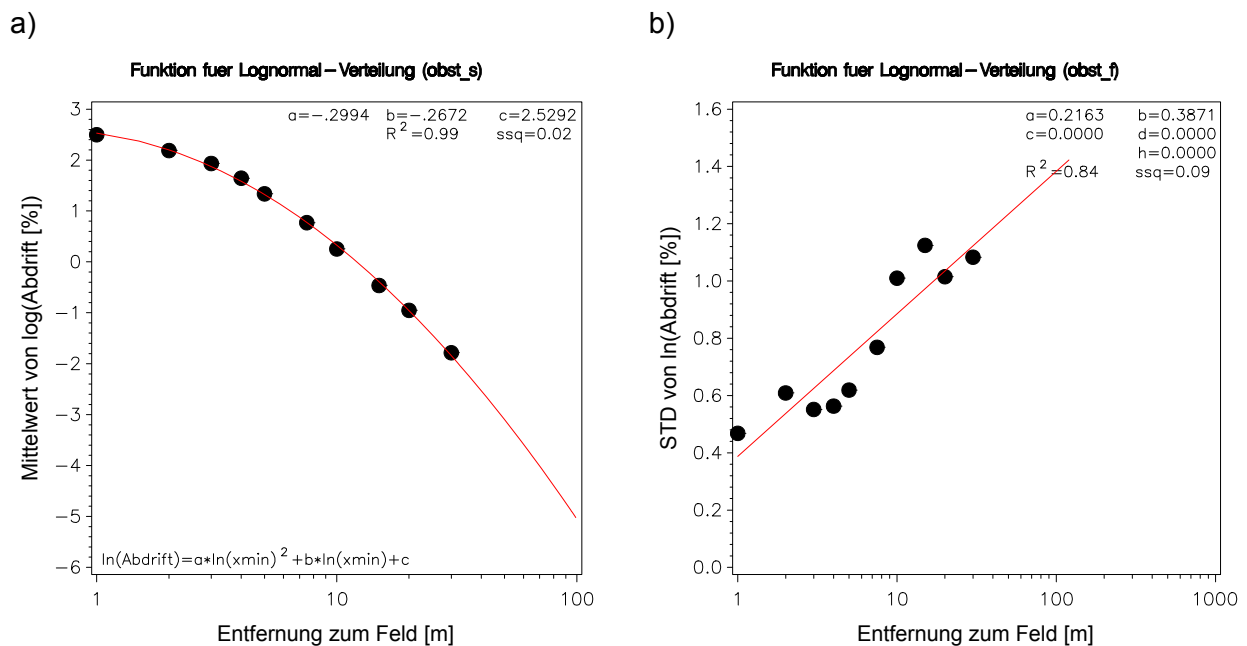 a)
Funktion fuer Lognormal-Verteilung (obst_s)
a=-.2994 b=-.2672 c=2.5292
R²=0.99 ssq=0.02
3
2
1
0
-1
-2
-3
-4
-5
-6
Mittelwert von log(Abdrift [%])
ln(Abdrift)=a*ln(xmin)²+b*ln(xmin)+c
1 10 100
Entfernung zum Feld [m]
b)
Funktion fuer Lognormal-Verteilung (obst_f)
a=0.2163 b=0.3871
c=0.0000 d=0.0000
h=0.0000
R²=0.84 ssq=0.09
1.6
1.4
1.2
1.0
0.8
0.6
0.4
0.2
0.0
STD von ln(Abdrift [%])
1 10 100 1000
Entfernung zum Feld [m]